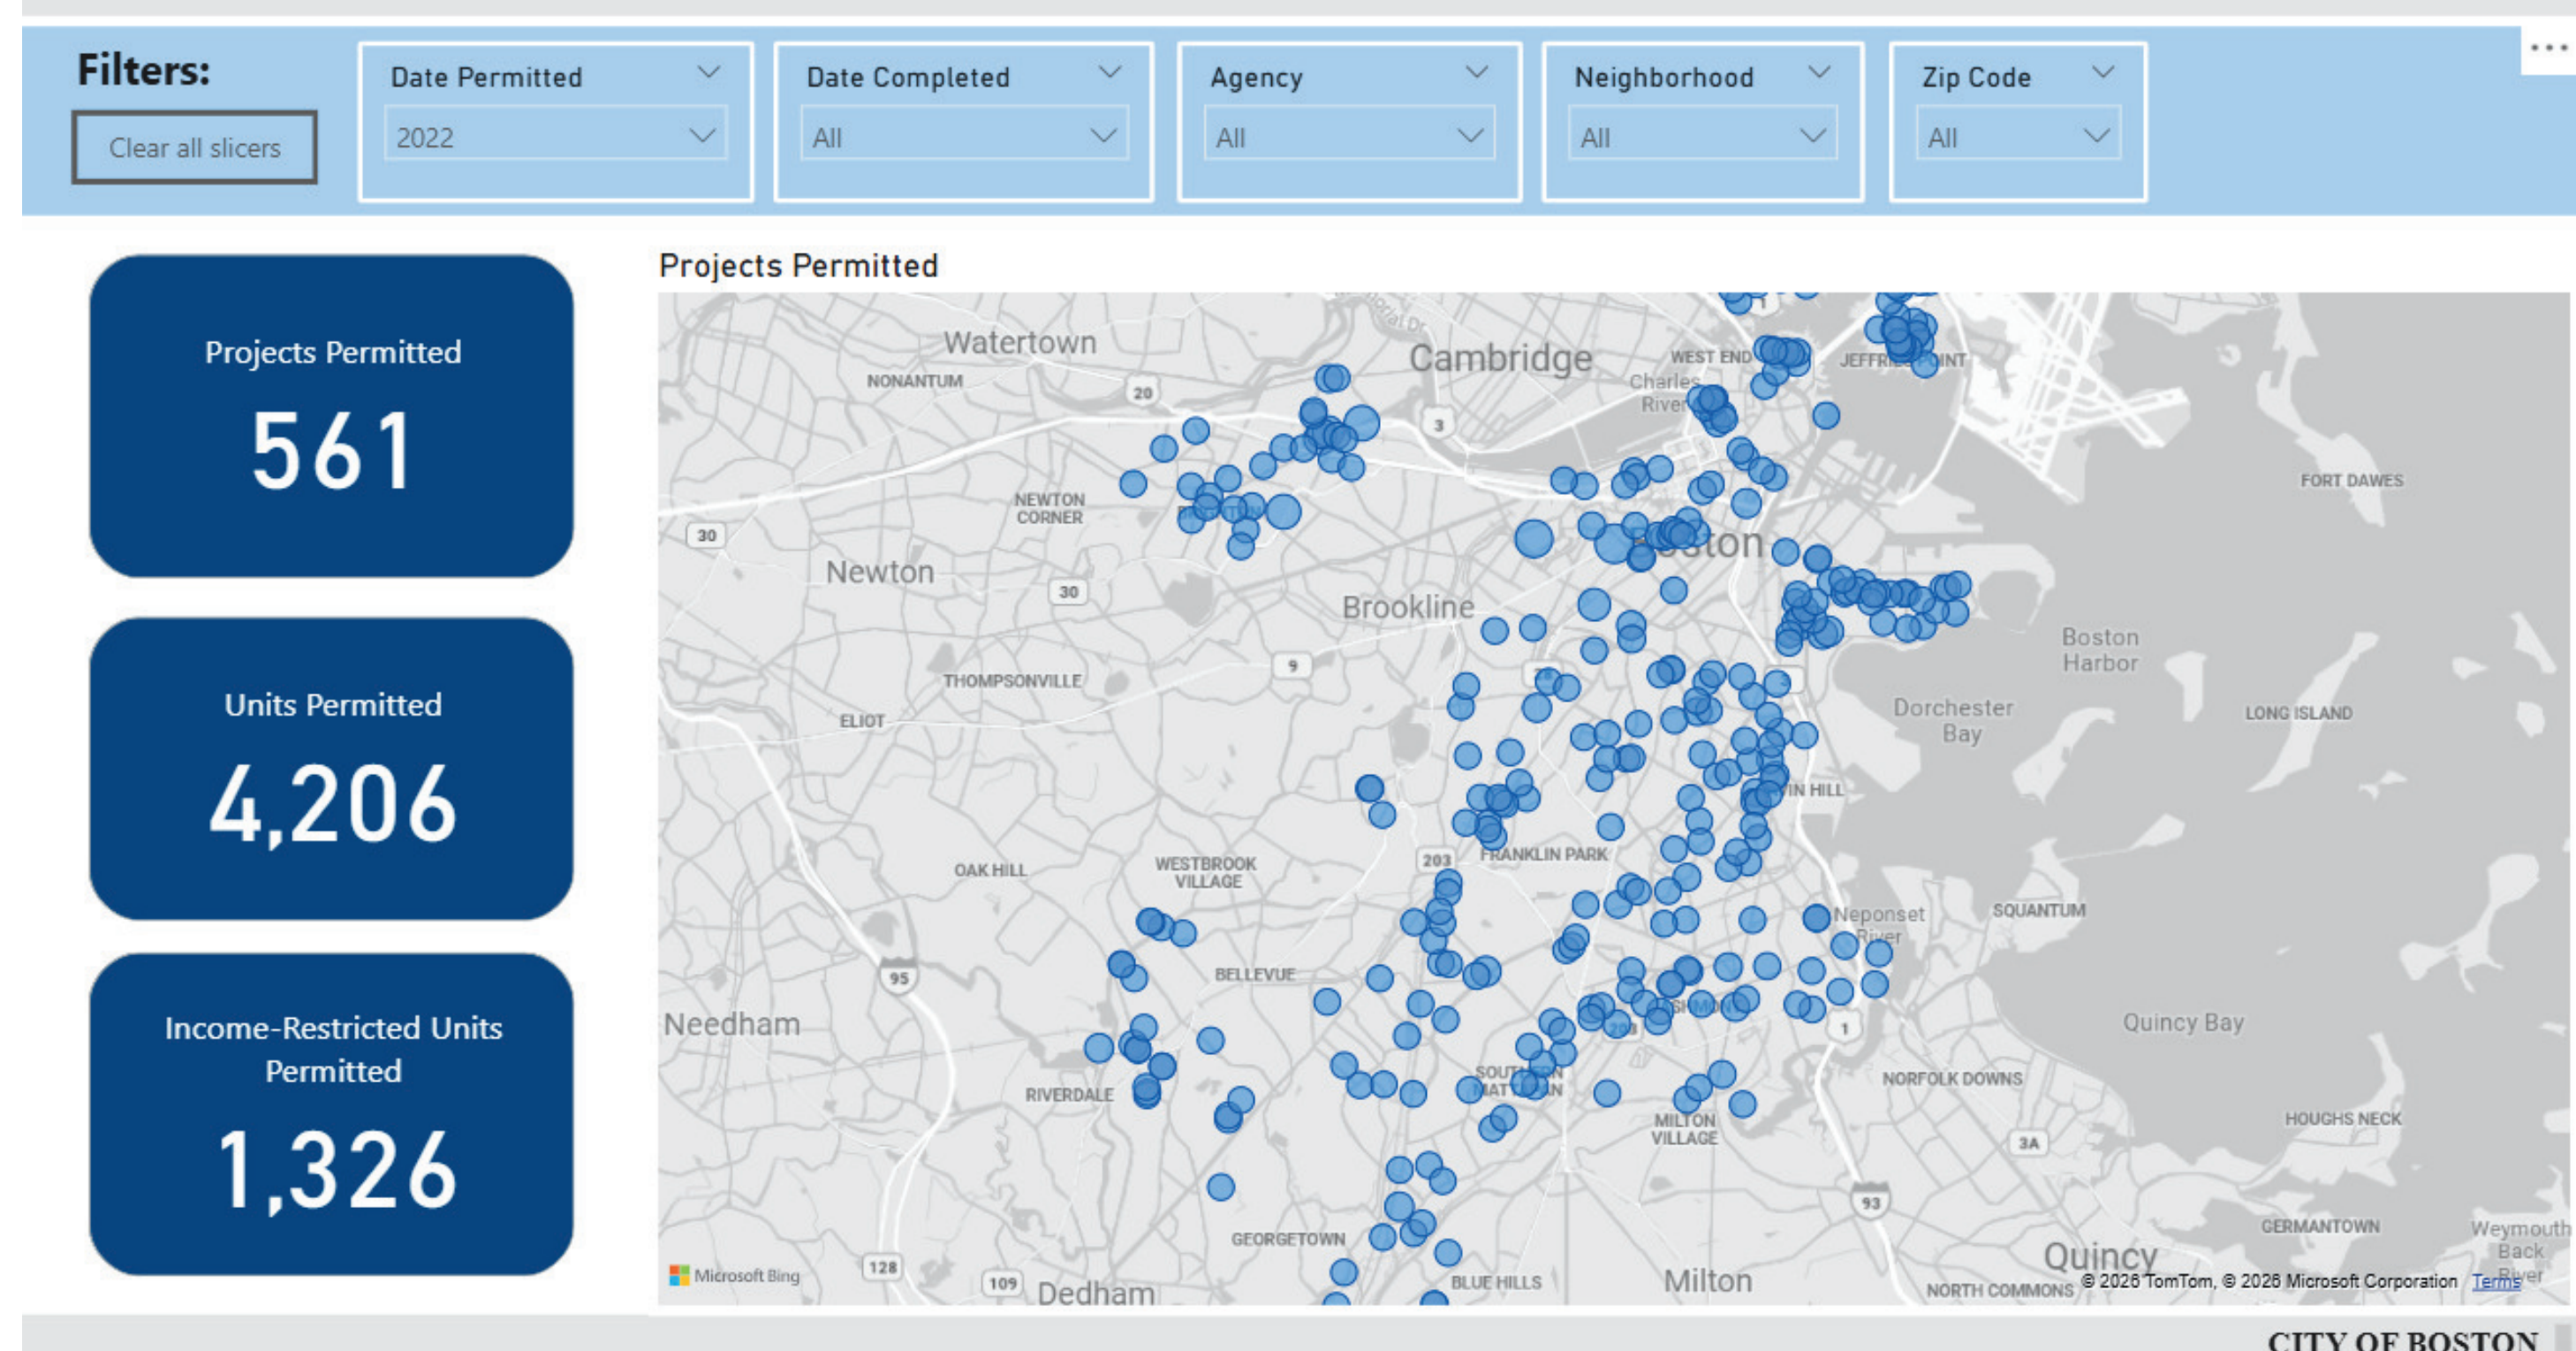 Filters:
Clear all slicers
Date Permitted
2022
Date Completed
All
Agency
All
Neighborhood
All
Zip Code
All
Projects Permitted
561
Units Permitted
4,206
Income-Restricted Units
Permitted
1,326
Projects Permitted
Watertown
NONANTUM
20
Cambridge
3
WEST END
Charles
River
1
NEWTON
CORNER
30
Newton
30
Brookline
9
THOMPSONVILLE
ELIOT
FORT DAWES
Boston
Harbor
Dorchester
Bay
LONG ISLAND
OAK HILL
WESTBROOK
VILLAGE
203
FRANKLIN PARK
95
BELLEVUE
Neponset
River
SQUANTUM
Needham
RIVERDALE
203
1
Quincy Bay
NORFOLK DOWNS
MILTON
VILLAGE
3A
HOUGHS NECK
93
GEORGETOWN
GERMANTOWN
Weymouth
Back
River
Quincy
128
109
Dedham
BLUE HILLS
Milton
NORTH COMMONS
Microsoft Bing
© 2026 TomTom, © 2026 Microsoft Corporation Terms
CITY OF BOSTON